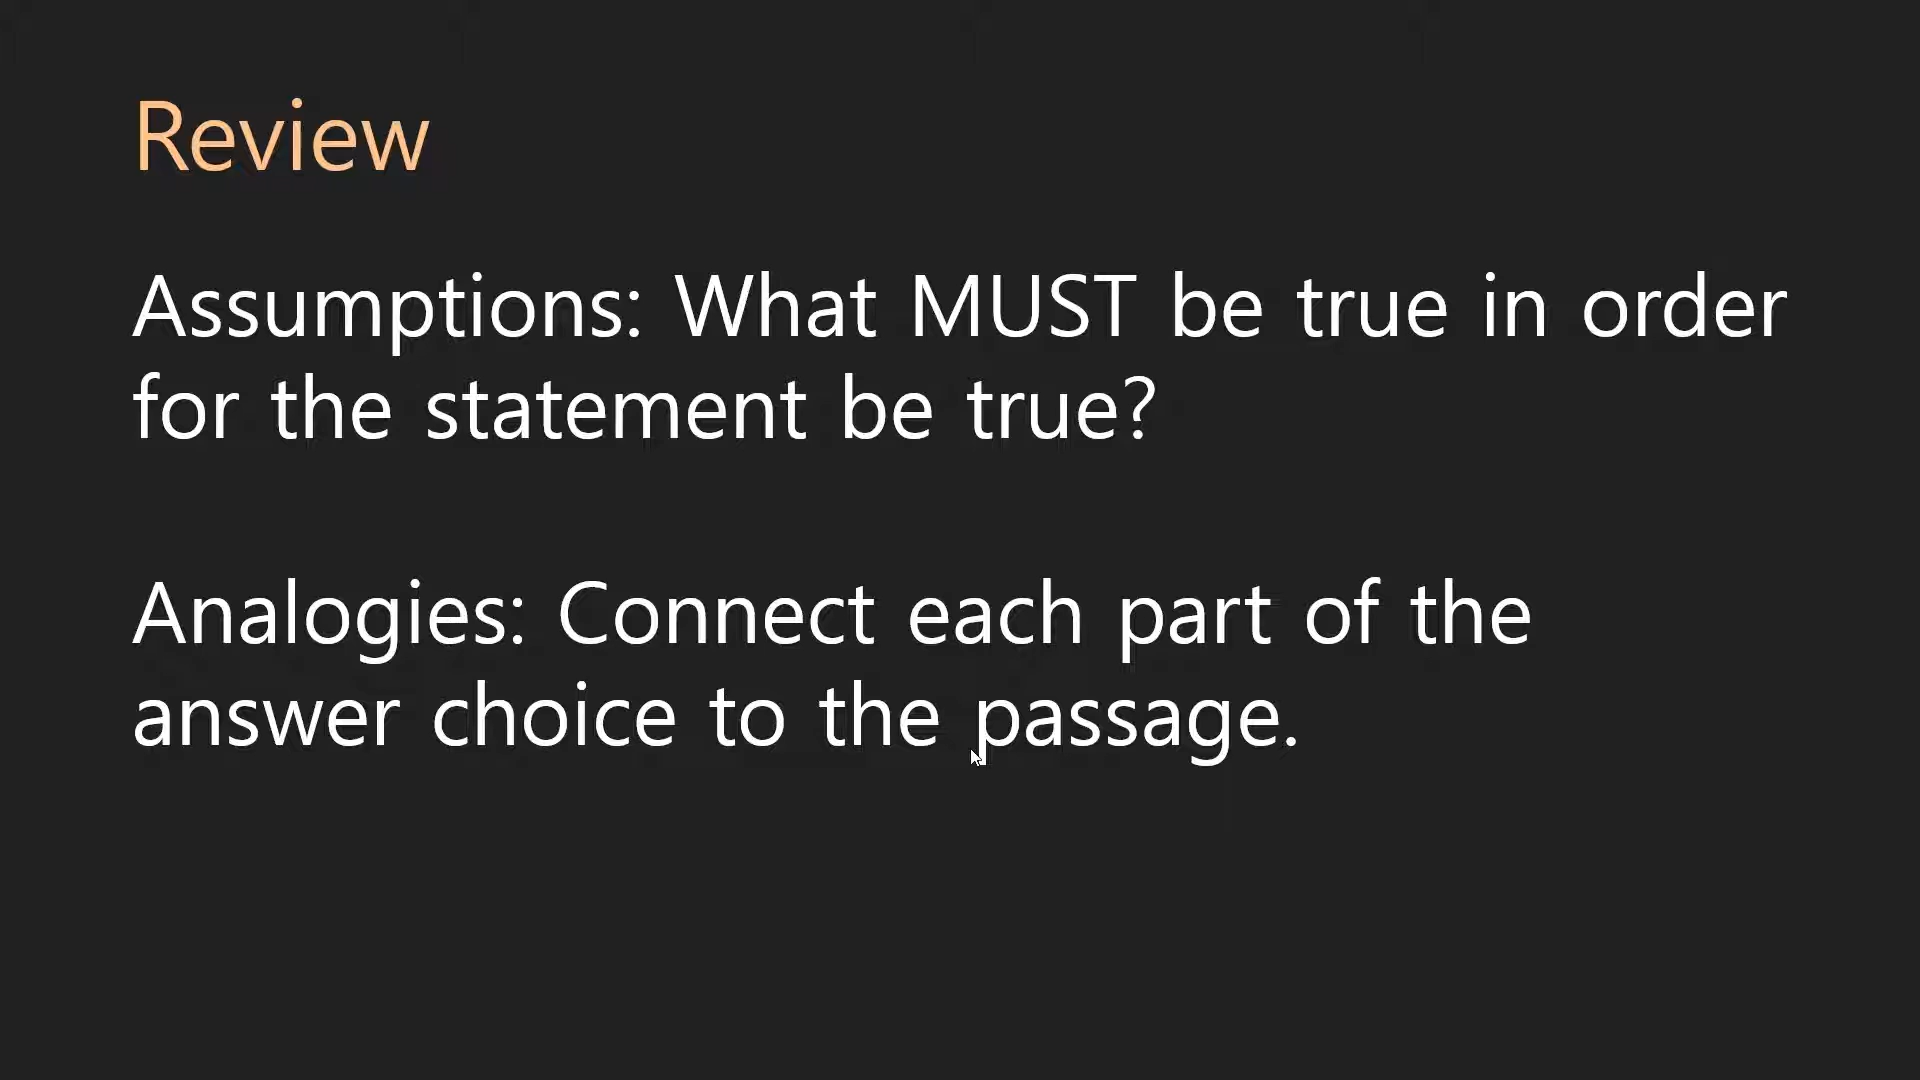 Review
Assumptions: What MUST be true in order
for the statement be true?
Analogies: Connect each part of the
answer choice to the passage.